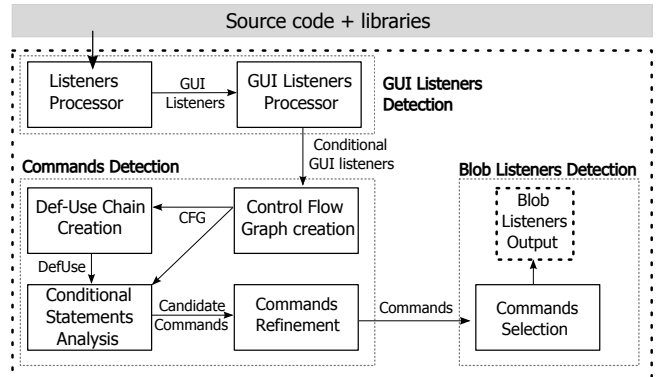 Source code + libraries
Listeners
Processor
GUI
Listeners
GUI Listeners
Processor
GUI Listeners
Detection
Conditional
GUI listeners
Commands Detection
Blob Listeners Detection
Def-Use Chain
Creation
CFG
Control Flow
Graph creation
Blob
Listeners
Output
DefUse
Conditional
Statements
Analysis
Candidate
Commands
Commands
Refinement
Commands
Commands
Selection